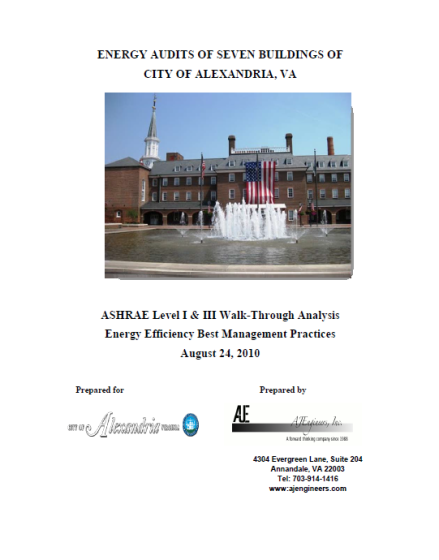 ENERGY AUDITS OF SEVEN BUILDINGS OF
CITY OF ALEXANDRIA, VA
ASHRAE Level I & III Walk-Through Analysis
Energy Efficiency Best Management Practices
August 24, 2010
Prepared for
Prepared by
CITY OF Alexandria VIRGINIA
AJE
AJEngineers, Inc.
A forward thinking company since 1988
4304 Evergreen Lane, Suite 204
Annandale, VA 22003
Tel: 703-914-1416
www.ajengineers.com